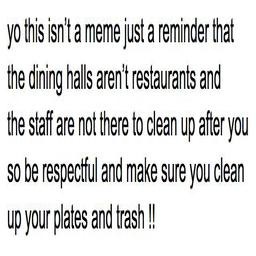 yo this isn't a meme just a reminder that
the dining halls aren't restaurants and
the staff are not there to clean up after you
so be respectful and make sure you clean
up your plates and trash !!